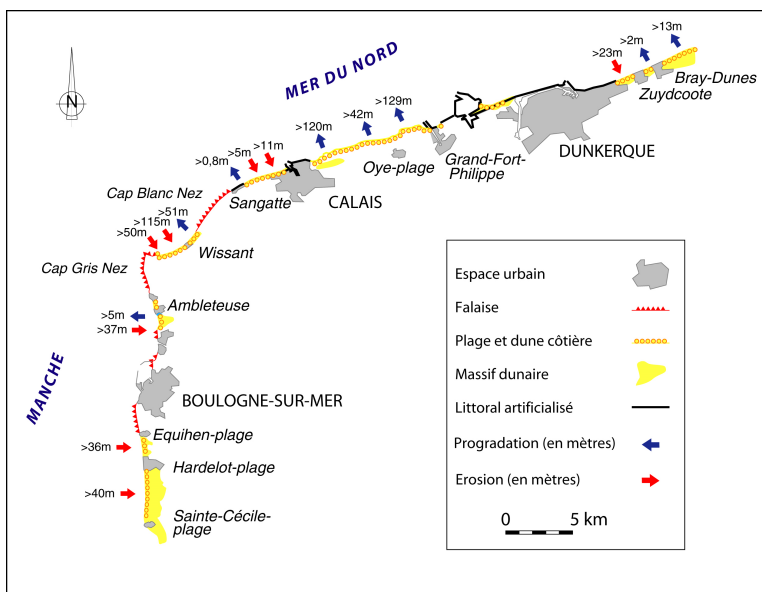 >13m
>2m
>23m
Bray-Dunes
Zuydcoote
MER DU NORD
>129m
>42m
>120m
DUNKERQUE
Grand-Fort-
Philippe
Oye-plage
>11m
>5m
>0,8m
N
CALAIS
Sangatte
Cap Blanc Nez
>51m
>115m
>50m
Wissant
Cap Gris Nez
Ambleteuse
>5m
>37m
MANCHE
BOULOGNE-SUR-MER
Equihen-plage
>36m
Hardelot-plage
>40m
Sainte-Cécile-
plage
Espace urbain
Falaise
Plage et dune côtière
Massif dunaire
Littoral artificialisé
Progradation (en mètres)
Erosion (en mètres)
0 5 km